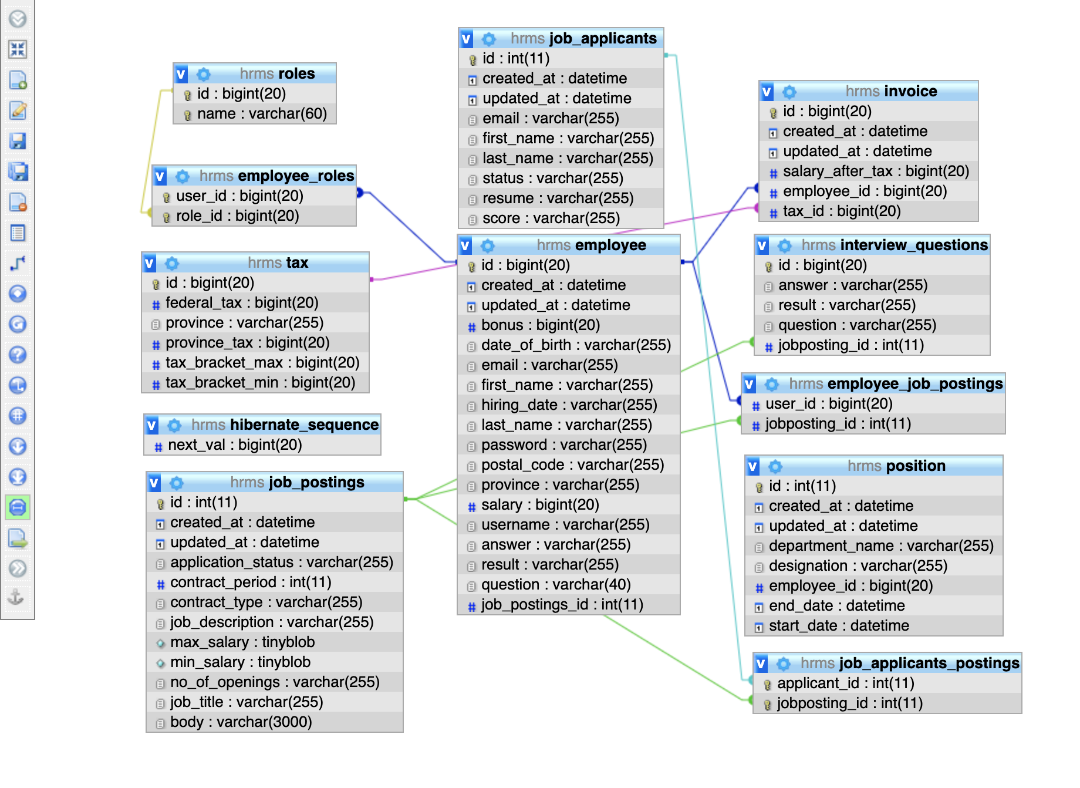 v hrms roles
id : bigint(20)
name : varchar(60)
v hrms employee_roles
user_id : bigint(20)
role_id : bigint(20)
v hrms tax
id : bigint(20)
# federal_tax : bigint(20)
province : varchar(255)
# province_tax : bigint(20)
# tax_bracket_max : bigint(20)
# tax_bracket_min : bigint(20)
v hrms hibernate_sequence
# next_val : bigint(20)
v hrms job_postings
id : int(11)
created_at : datetime
updated_at : datetime
application_status : varchar(255)
# contract_period : int(11)
contract_type : varchar(255)
job_description : varchar(255)
max_salary : tinyblob
min_salary : tinyblob
no_of_openings : varchar(255)
job_title : varchar(255)
body : varchar(3000)
v hrms job_applicants
id : int(11)
created_at : datetime
updated_at : datetime
email : varchar(255)
first_name : varchar(255)
last_name : varchar(255)
status : varchar(255)
resume : varchar(255)
score : varchar(255)
v hrms employee
id : bigint(20)
created_at : datetime
updated_at : datetime
# bonus : bigint(20)
date_of_birth : varchar(255)
email : varchar(255)
first_name : varchar(255)
hiring_date : varchar(255)
last_name : varchar(255)
password : varchar(255)
postal_code : varchar(255)
province : varchar(255)
# salary : bigint(20)
username : varchar(255)
answer : varchar(255)
result : varchar(255)
question : varchar(40)
# job_postings_id : int(11)
v hrms invoice
id : bigint(20)
created_at : datetime
updated_at : datetime
# salary_after_tax : bigint(20)
# employee_id : bigint(20)
# tax_id : bigint(20)
v hrms interview_questions
id : bigint(20)
answer : varchar(255)
result : varchar(255)
question : varchar(255)
# jobposting_id : int(11)
v hrms employee_job_postings
# user_id : bigint(20)
# jobposting_id : int(11)
v hrms position
id : int(11)
created_at : datetime
updated_at : datetime
department_name : varchar(255)
designation : varchar(255)
# employee_id : bigint(20)
end_date : datetime
start_date : datetime
v hrms job_applicants_postings
applicant_id : int(11)
jobposting_id : int(11)